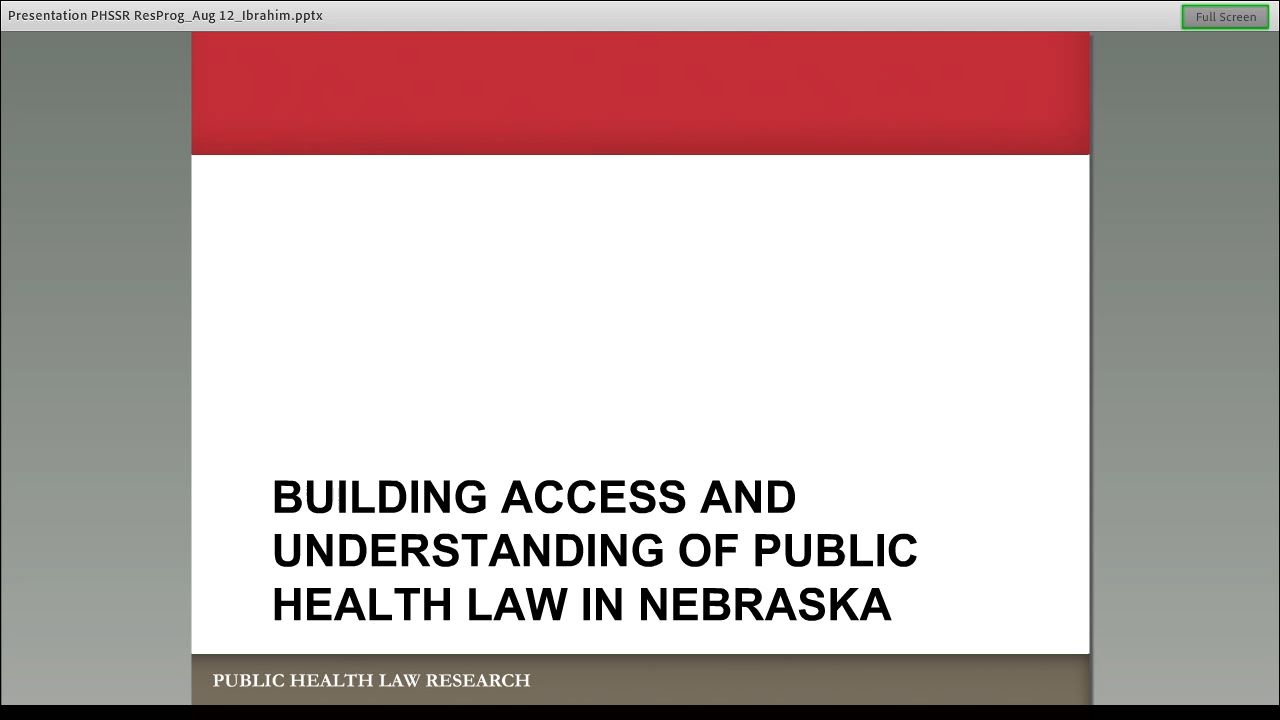 Presentation PHSSR ResProg_Aug 12_Ibrahim.pptx
Full Screen
BUILDING ACCESS AND
UNDERSTANDING OF PUBLIC
HEALTH LAW IN NEBRASKA
PUBLIC HEALTH LAW RESEARCH